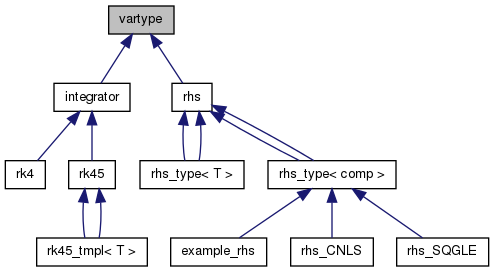 vartype
integrator
rhs
rk4
rk45
rhs_type< T >
rhs_type< comp >
rk45_tmpl< T >
example_rhs
rhs_CNLS
rhs_SQGLE